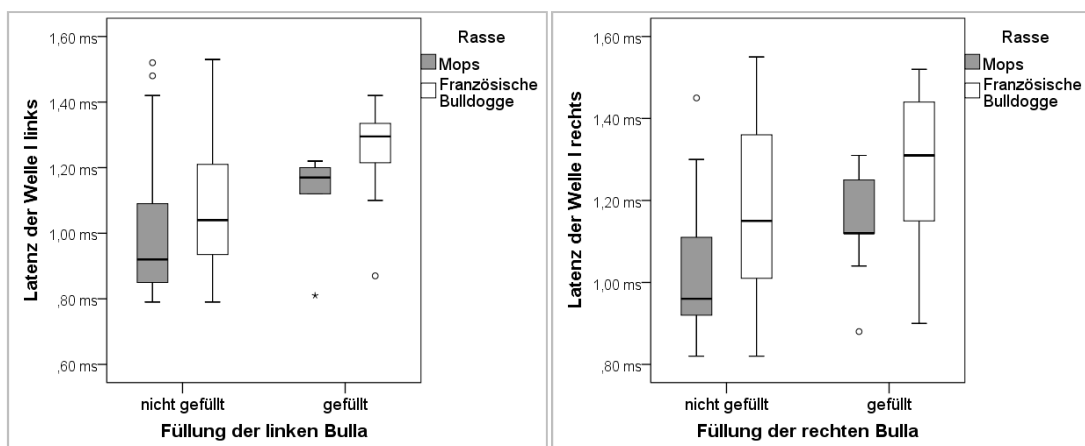 Latenz der Welle I links
1,60 ms
1,40 ms
1,20 ms
1,00 ms
,80 ms
,60 ms
nicht gefüllt
gefüllt
Füllung der linken Bulla
Rasse
Mops
Französische
Bulldogge
Latenz der Welle I rechts
1,60 ms
1,40 ms
1,20 ms
1,00 ms
,80 ms
nicht gefüllt
gefüllt
Füllung der rechten Bulla
Rasse
Mops
Französische
Bulldogge